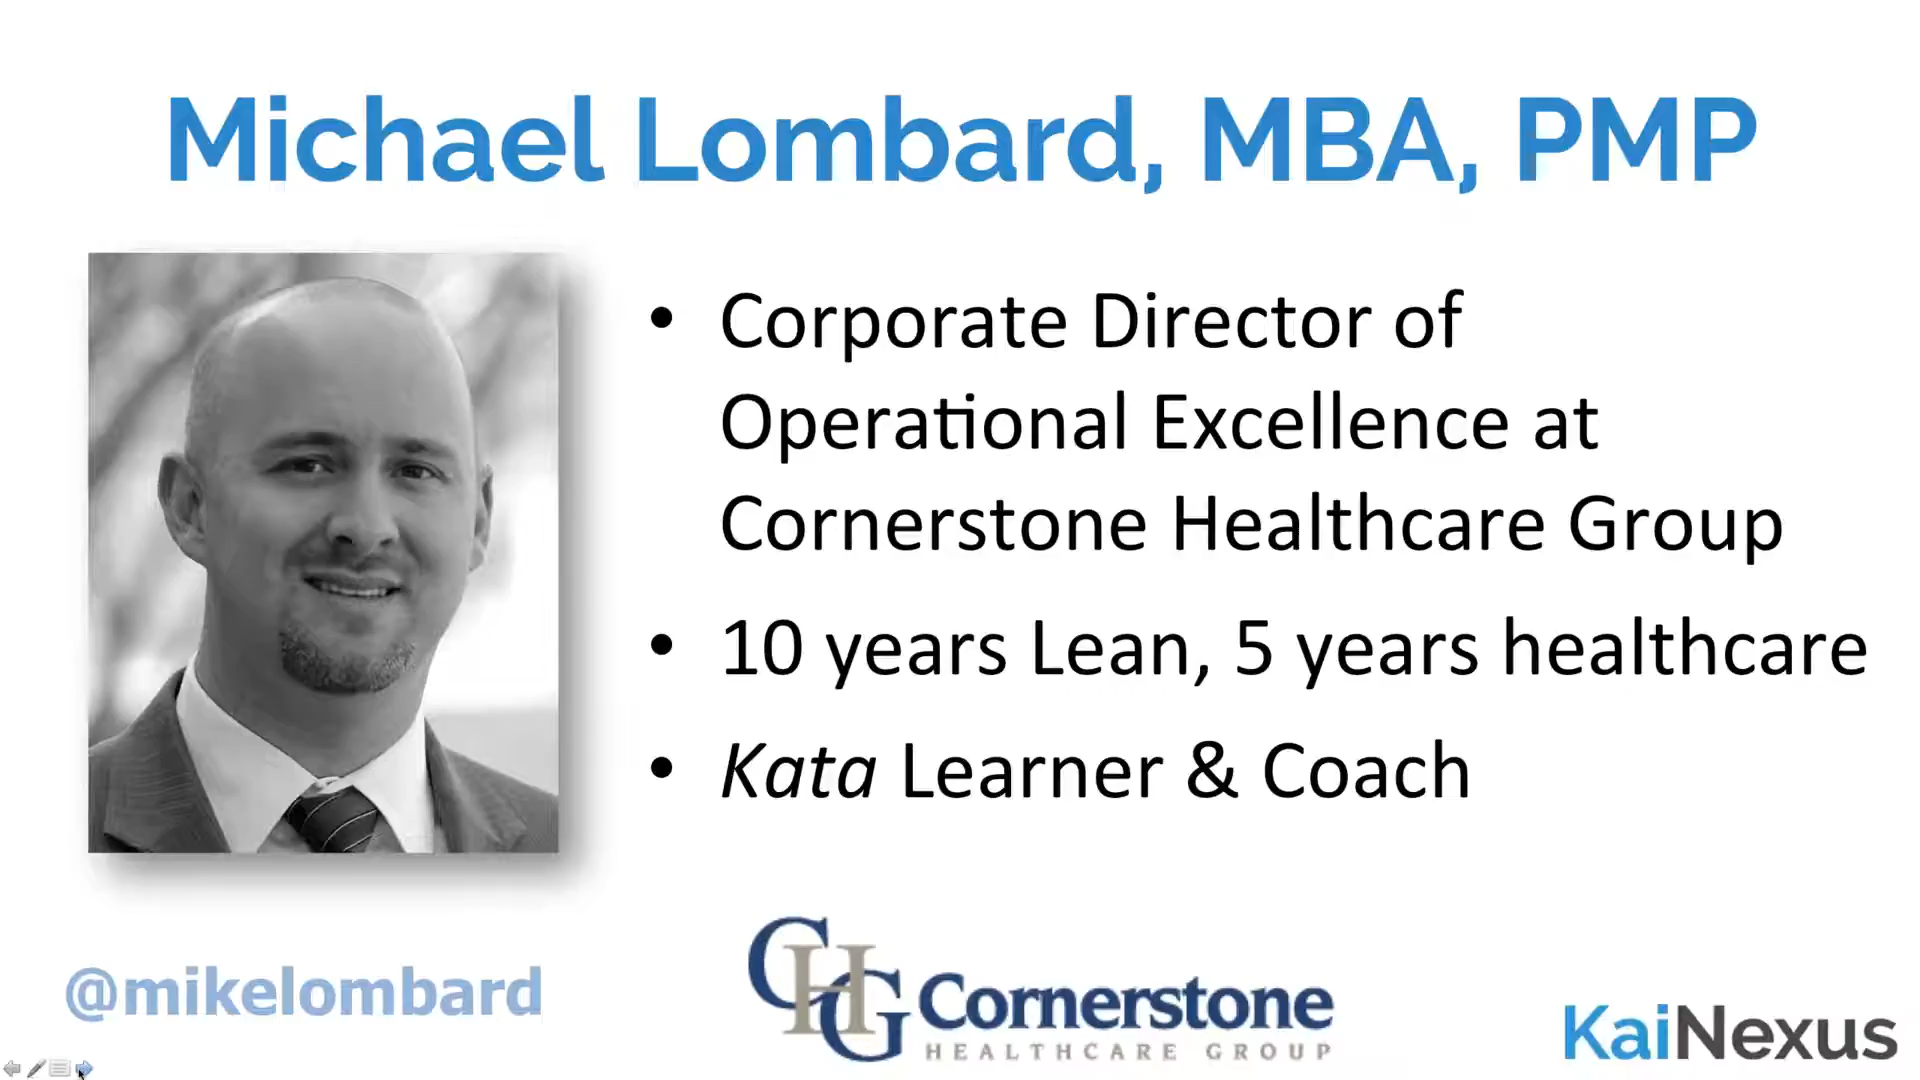 Michael Lombard, MBA, PMP
• Corporate Director of
Operational Excellence at
Cornerstone Healthcare Group
• 10 years Lean, 5 years healthcare
• Kata Learner & Coach
@mikelombard
CHG Cornerstone
HEALTHCARE GROUP
KaiNexus